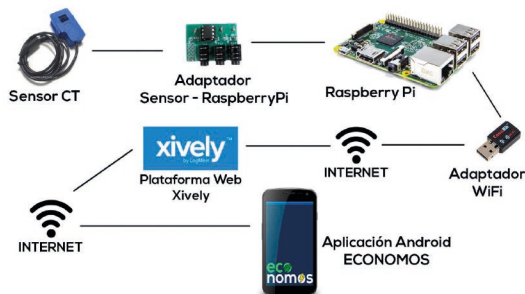 Sensor CT
Adaptador
Sensor - RaspberryPi
Raspberry Pi
xively™
by LogMeIn
Plataforma Web
Xively
INTERNET
Adaptador
WiFi
INTERNET
eco
nomos
Aplicación Android
ECONOMOS